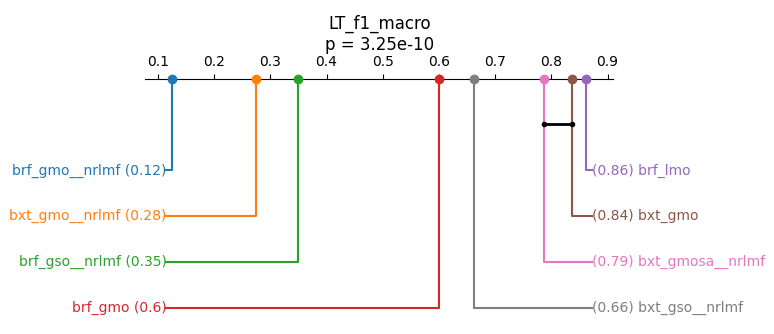 LT_f1_macro
p = 3.25e-10
0.1 0.2 0.3 0.4 0.5 0.6 0.7 0.8 0.9
brf_gmo__nrlmf (0.12) (0.86) brf_lmo
bxt_gmo__nrlmf (0.28) (0.84) bxt_gmo
brf_gso__nrlmf (0.35) (0.79) bxt_gmosa__nrlmf
brf_gmo (0.6) (0.66) bxt_gso__nrlmf